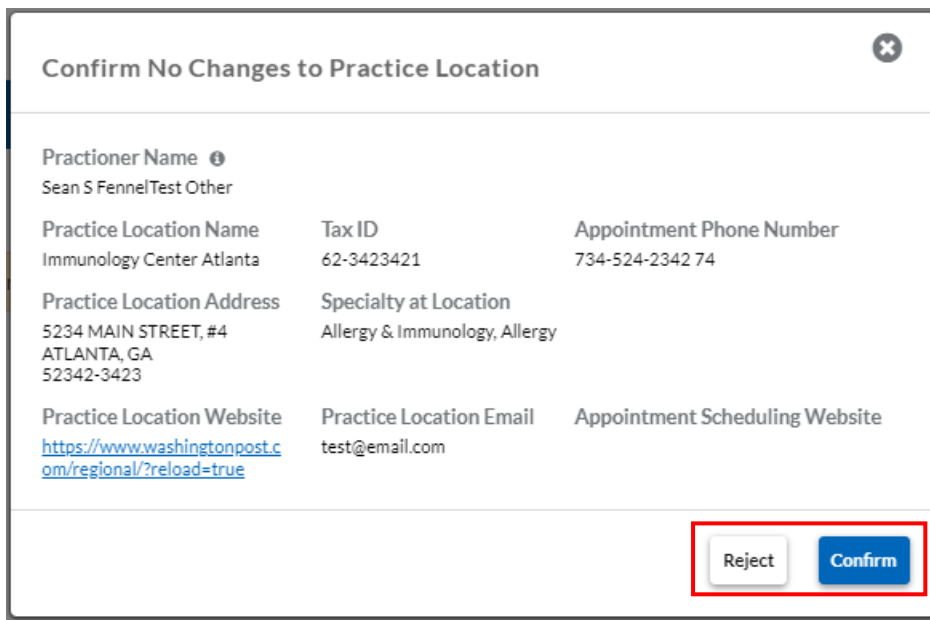 Confirm No Changes to Practice Location
Practioner Name
Sean S FennelTest Other
Practice Location Name
Immunology Center Atlanta
Tax ID
62-3423421
Appointment Phone Number
734-524-2342 74
Practice Location Address
5234 MAIN STREET, #4
ATLANTA, GA
52342-3423
Specialty at Location
Allergy & Immunology, Allergy
Practice Location Website
https://www.washingtonpost.c
om/regional/?reload=true
Practice Location Email
test@email.com
Appointment Scheduling Website
Reject
Confirm